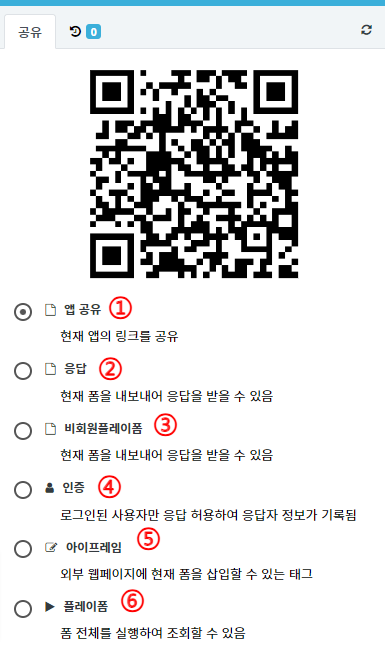 공유 0
앱 공유 ①
현재 앱의 링크를 공유
응답 ②
현재 폼을 내보내어 응답을 받을 수 있음
비회원플레이폼 ③
현재 폼을 내보내어 응답을 받을 수 있음
인증 ④
로그인된 사용자만 응답 허용하여 응답자 정보가 기록됨
아이프레임 ⑤
외부 웹페이지에 현재 폼을 삽입할 수 있는 태그
플레이폼 ⑥
폼 전체를 실행하여 조회할 수 있음